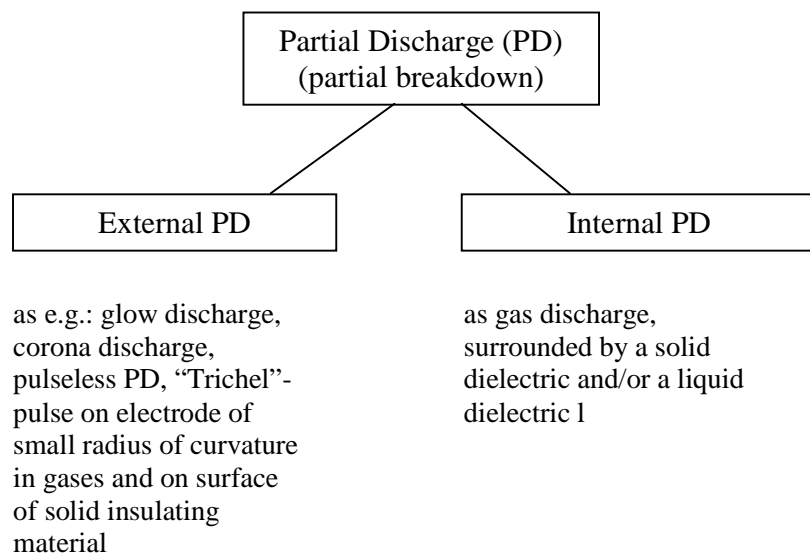 Partial Discharge (PD)
(partial breakdown)
External PD
Internal PD
as e.g.: glow discharge,
corona discharge,
pulseless PD, “Trichel”-
pulse on electrode of
small radius of curvature
in gases and on surface
of solid insulating
material
as gas discharge,
surrounded by a solid
dielectric and/or a liquid
dielectric l